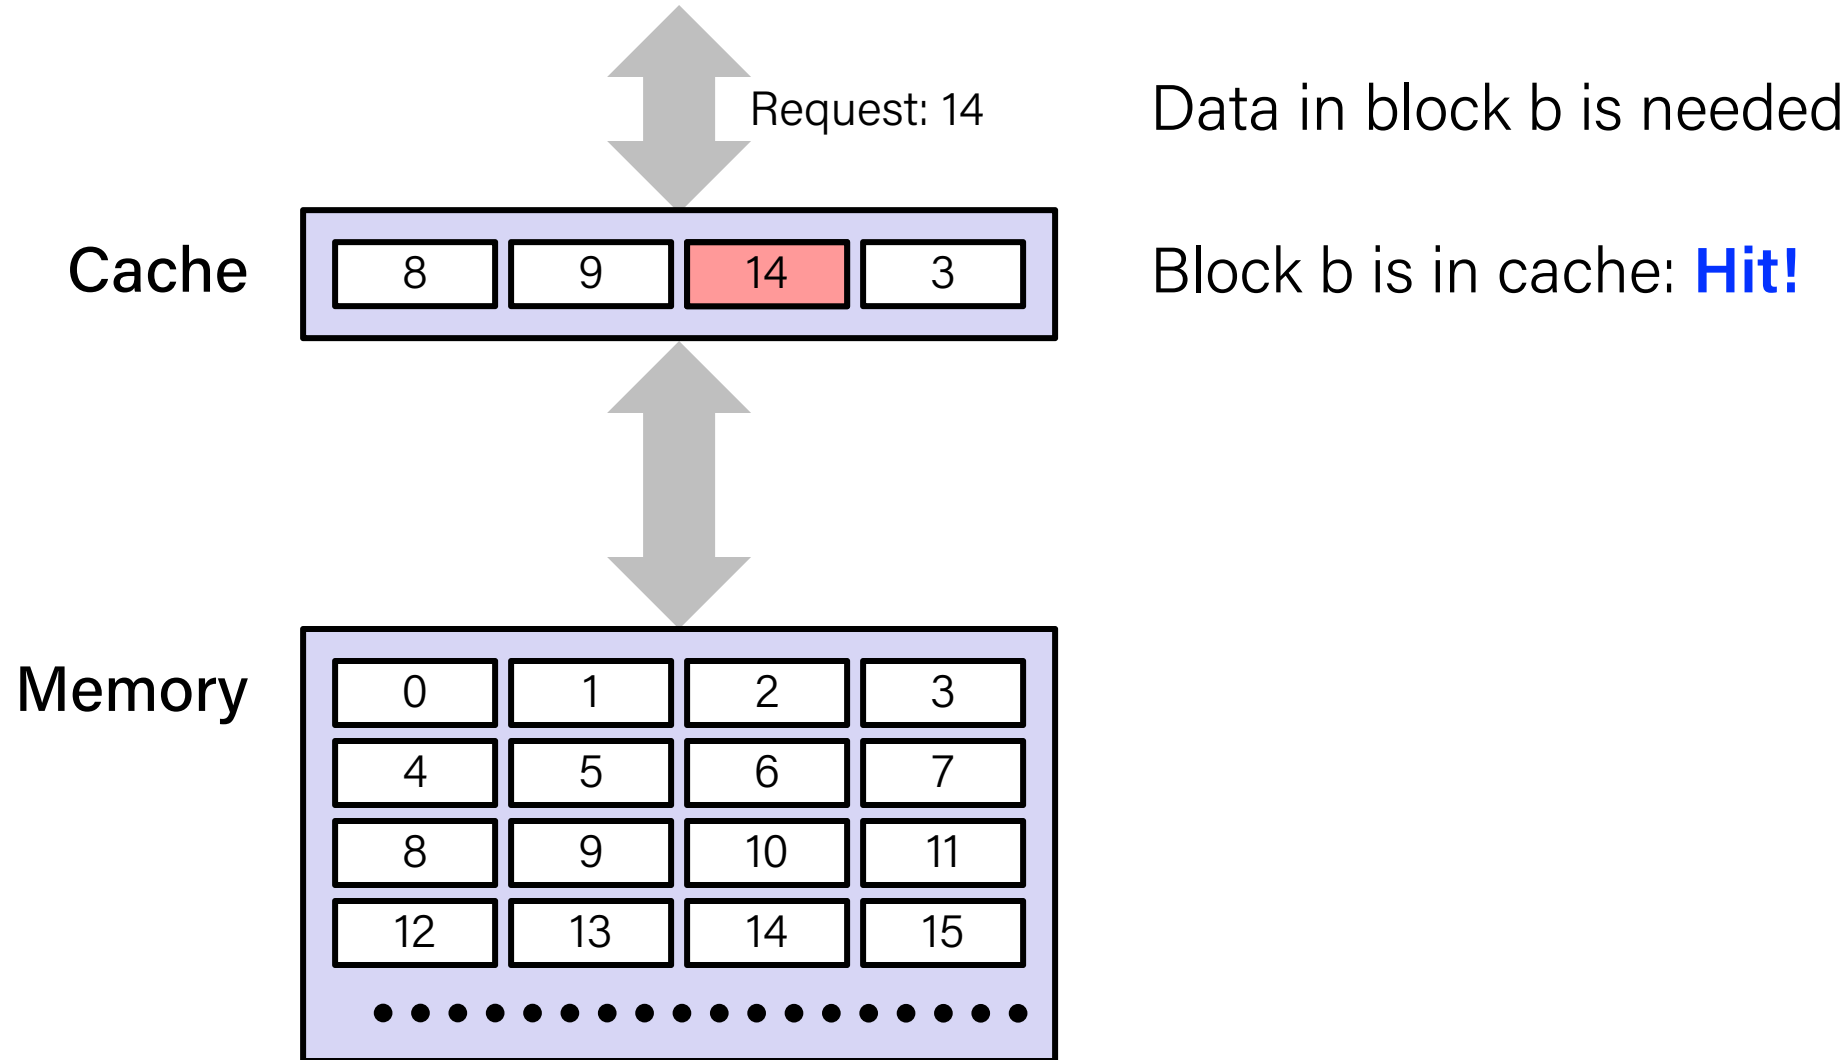 Request: 14
Data in block b is needed
Cache
8 9 14 3
Block b is in cache: Hit!
Memory
0 1 2 3
4 5 6 7
8 9 10 11
12 13 14 15